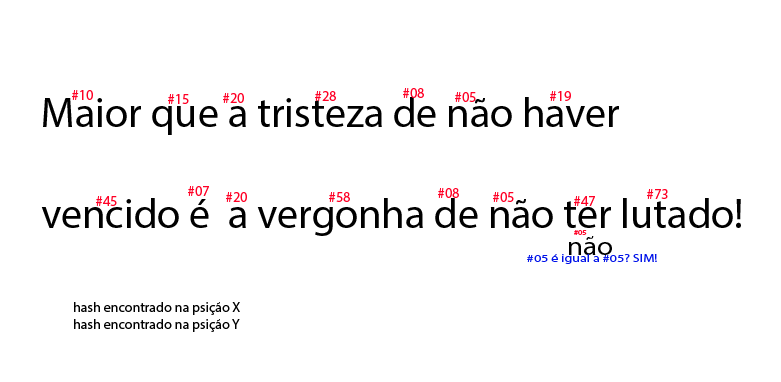 #10 #15 #20 #28 #08 #05 #19
Maior que a tristeza de não haver
#45 #07 #20 #58 #08 #05 #47 #73
vencido é a vergonha de não ter lutado!
#05
não
#05 é igual a #05? SIM!
hash encontrado na psição X
hash encontrado na psição Y